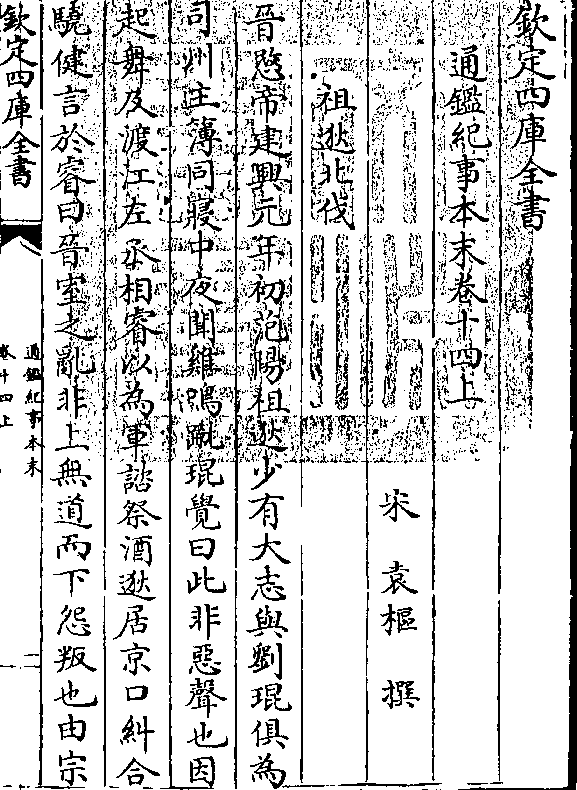 欽定四庫全書
通鑑紀事本末卷十四上
宋 袁樞 撰
祖逖北伐
晉愍帝建興元年初范陽祖逖少有大志與劉琨俱為
司州主簿同寢中夜聞雞鳴蹴琨覺曰此非惡聲也因
起舞及渡江左丞相睿以為軍諮祭酒逖居京口糾合
驍健言於睿曰晉室之亂非上無道而下怨叛也由宗
欽定四庫全書
通鑑紀事本末
卷十四上
一